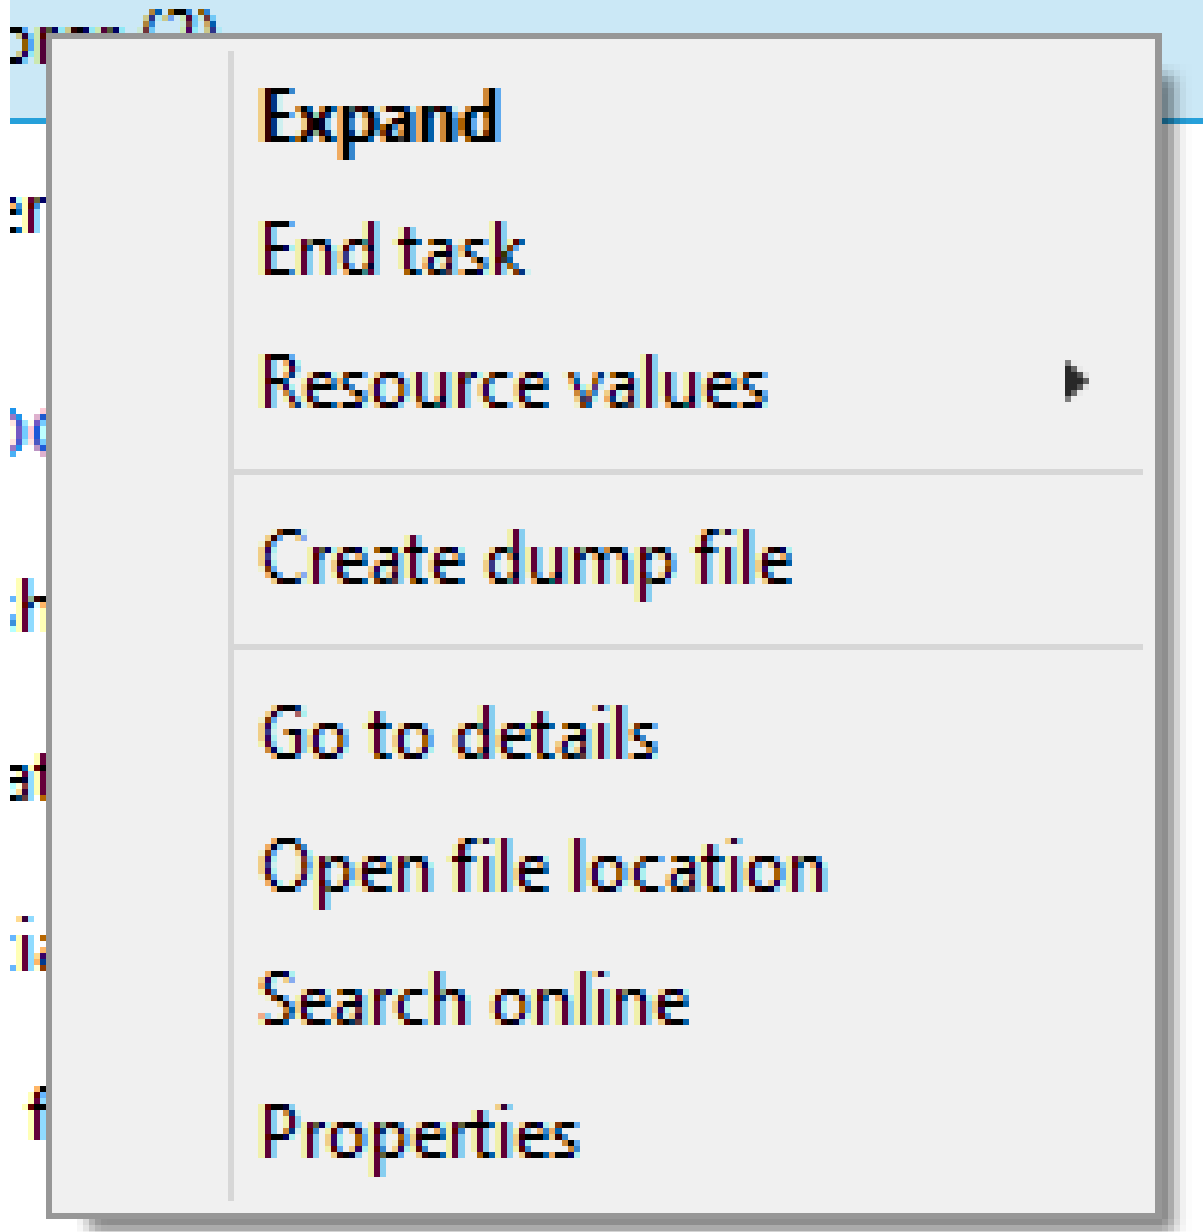 Expand
End task
Resource values
Create dump file
Go to details
Open file location
Search online
Properties